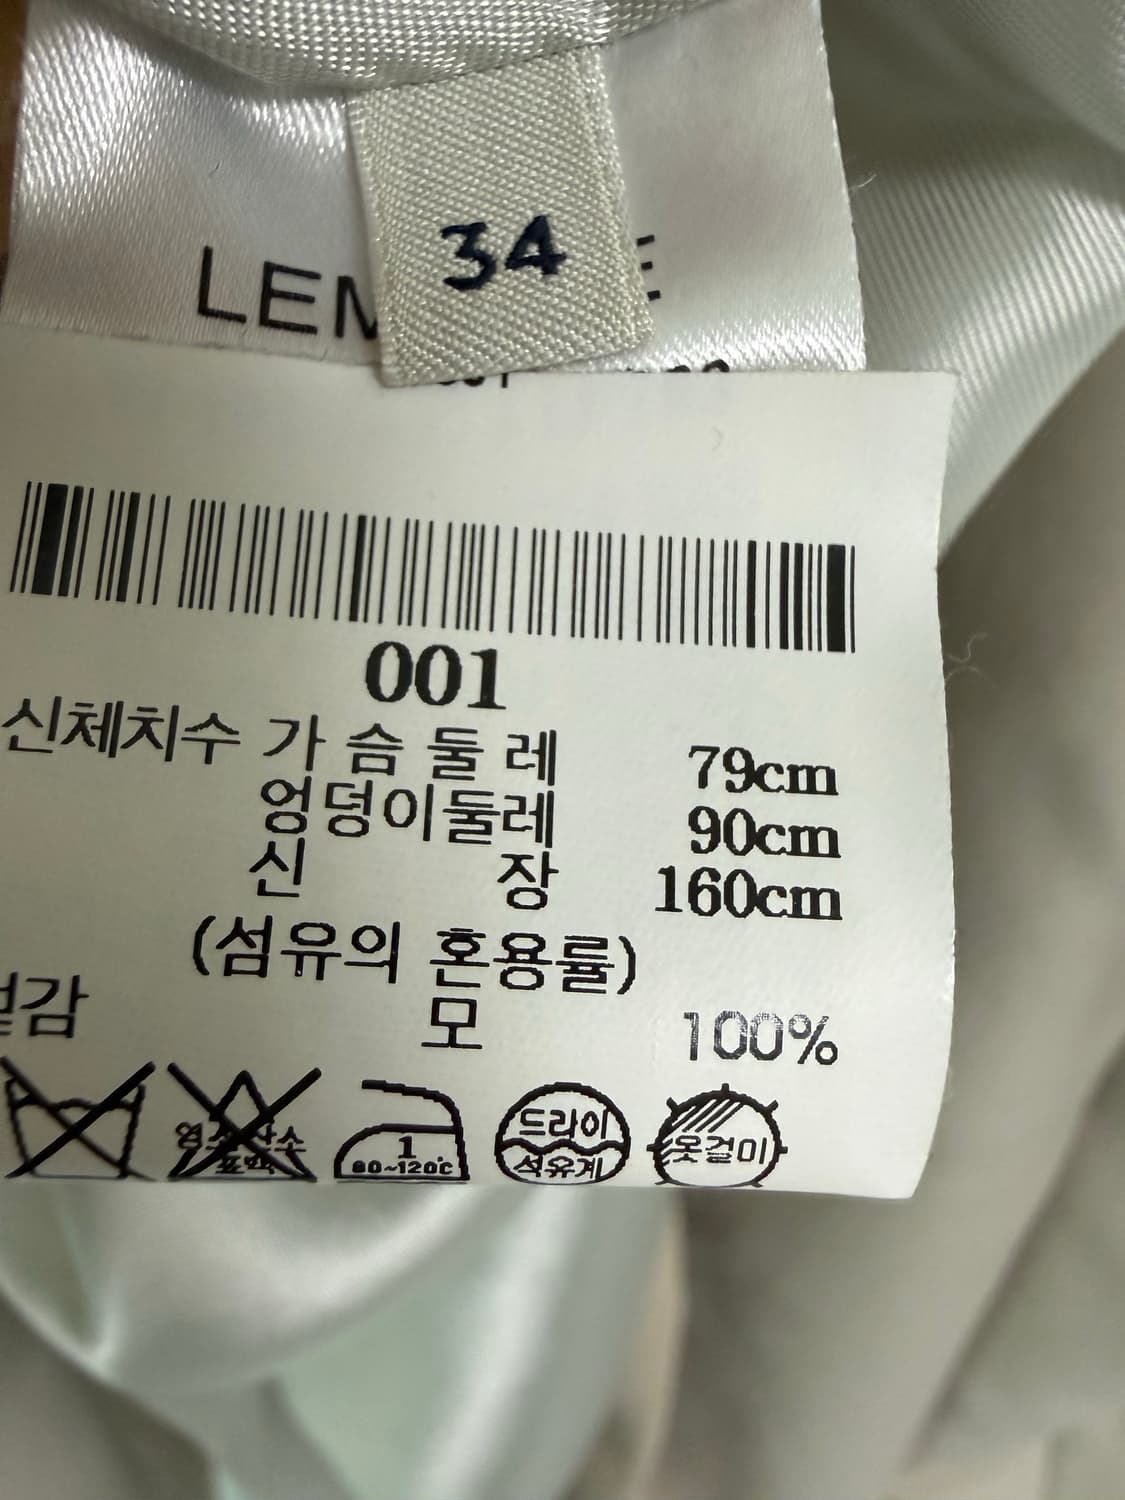 34
001
신체치수 가 슴 둘 레 79cm
엉덩이둘레 90cm
신 장 160cm
(섬유의 혼용률)
겉감 모 100%
1
80~120℃
드라이
석유계
옷걸이